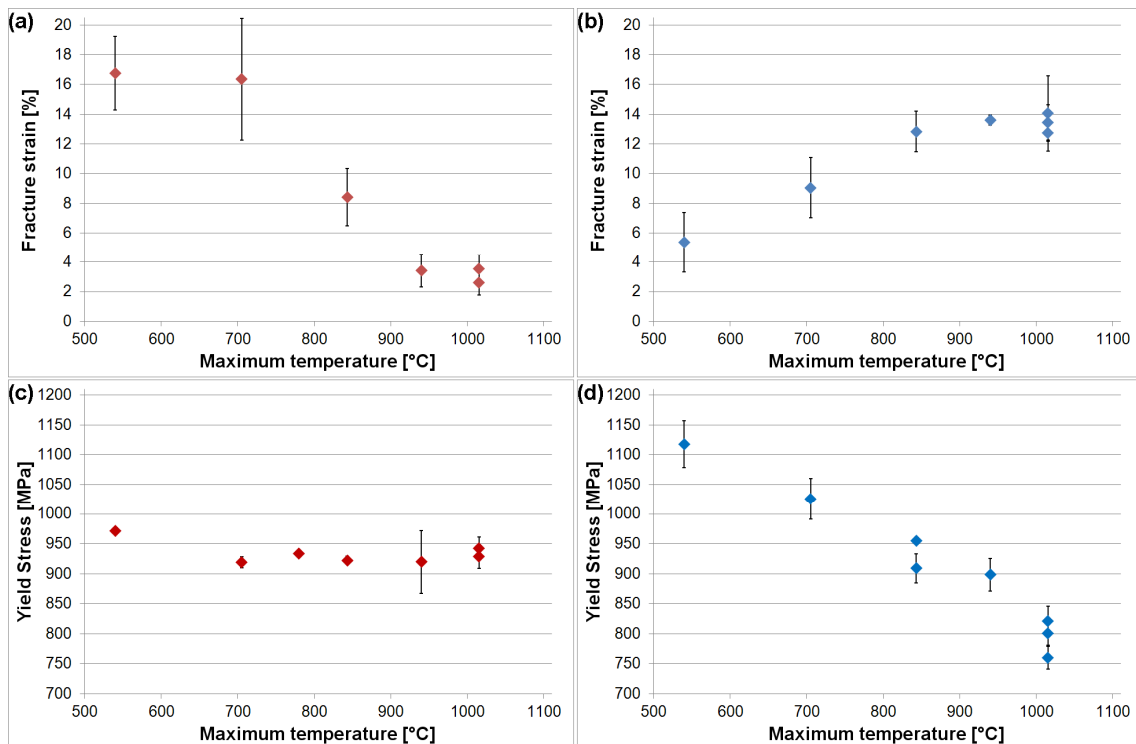 (a)
Fracture strain [%]
20
18
16
14
12
10
8
6
4
2
0
500 600 700 800 900 1000 1100
Maximum temperature [°C]
(b)
Fracture strain [%]
20
18
16
14
12
10
8
6
4
2
0
500 600 700 800 900 1000 1100
Maximum temperature [°C]
(c)
Yield Stress [MPa]
1200
1150
1100
1050
1000
950
900
850
800
750
700
500 600 700 800 900 1000 1100
Maximum temperature [°C]
(d)
Yield Stress [MPa]
1200
1150
1100
1050
1000
950
900
850
800
750
700
500 600 700 800 900 1000 1100
Maximum temperature [°C]